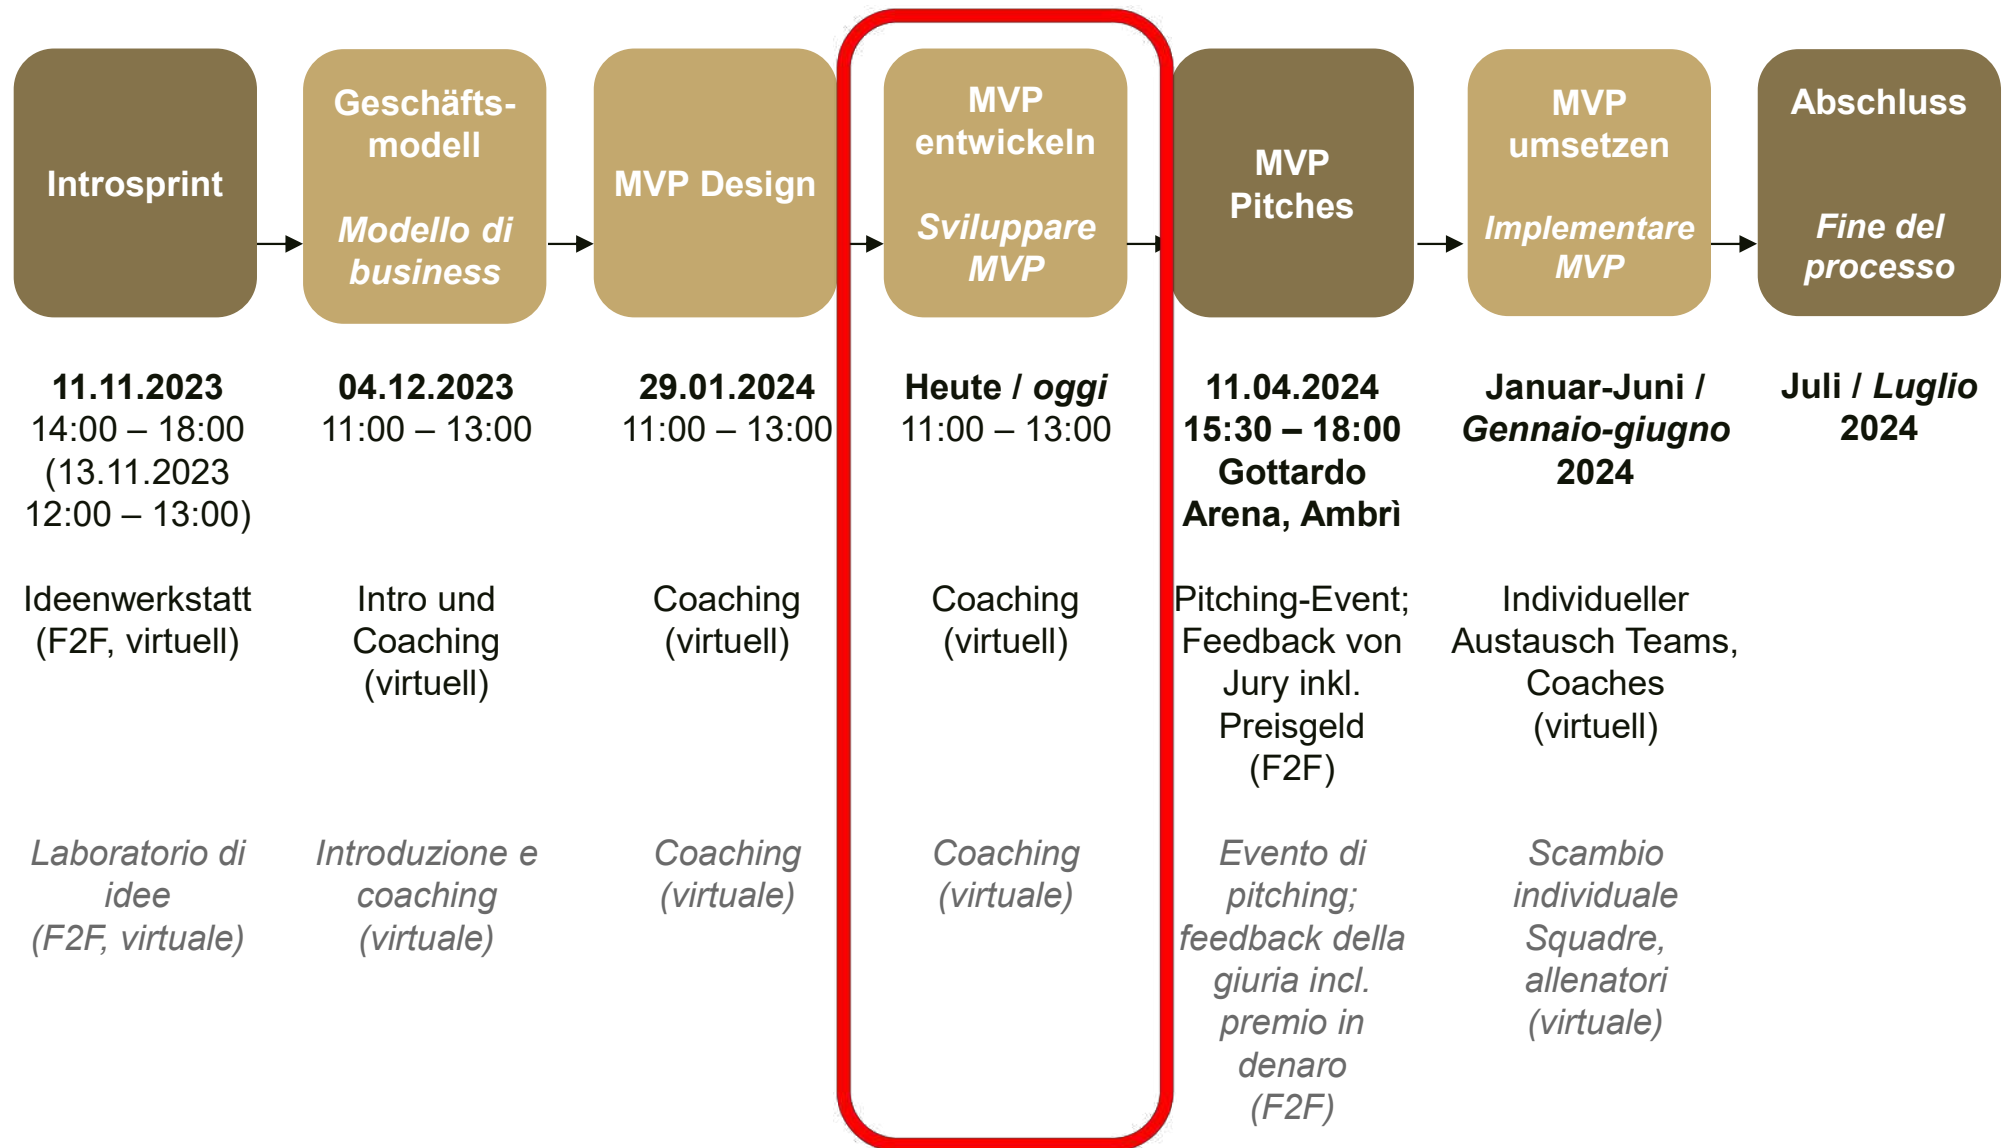 Introsprint
Geschäfts-
modell
Modello di
business
MVP Design
MVP
entwickeln
Sviluppare
MVP
MVP
Pitches
MVP
umsetzen
Implementare
MVP
Abschluss
Fine del
processo
11.11.2023
14:00 – 18:00
(13.11.2023
12:00 – 13:00)
04.12.2023
11:00 – 13:00
29.01.2024
11:00 – 13:00
Heute / oggi
11:00 – 13:00
11.04.2024
15:30 – 18:00
Gottardo
Arena, Ambrì
Januar-Juni /
Gennaio-giugno
2024
Juli / Luglio
2024
Ideenwerkstatt
(F2F, virtuell)
Intro und
Coaching
(virtuell)
Coaching
(virtuell)
Coaching
(virtuell)
Pitching-Event;
Feedback von
Jury inkl.
Preisgeld
(F2F)
Individueller
Austausch Teams,
Coaches
(virtuell)
Laboratorio di
idee
(F2F, virtuale)
Introduzione e
coaching
(virtuale)
Coaching
(virtuale)
Coaching
(virtuale)
Evento di
pitching;
feedback della
giuria incl.
premio in
denaro
(F2F)
Scambio
individuale
Squadre,
allenatori
(virtuale)